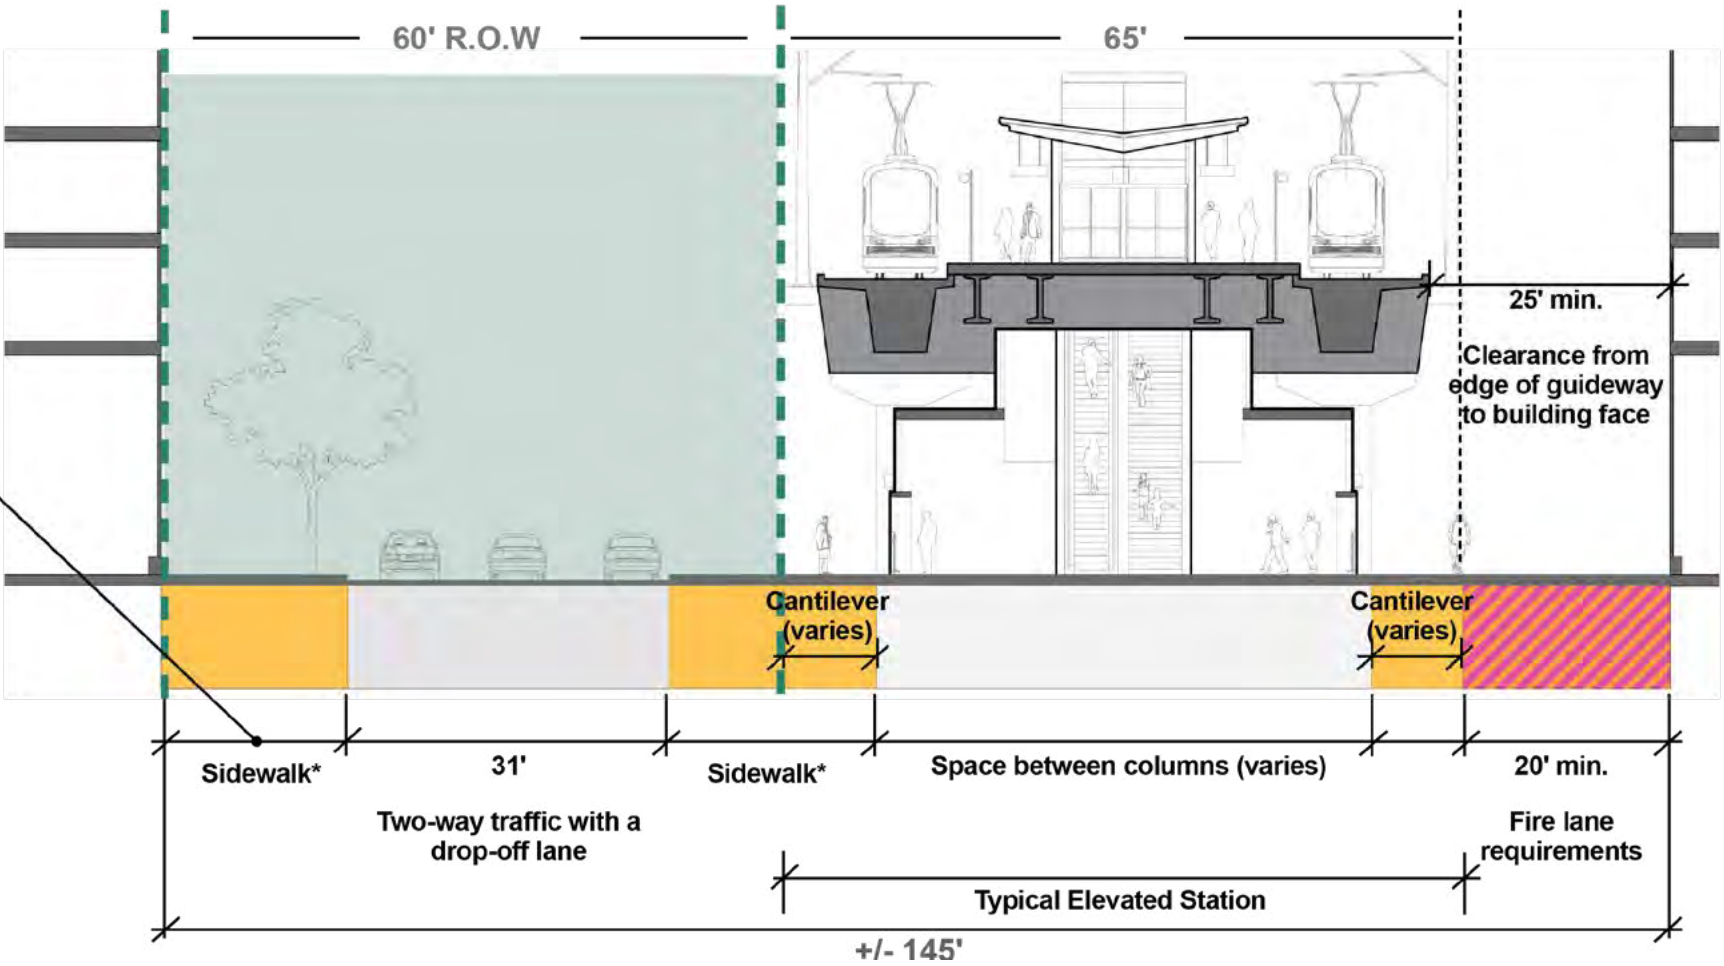 60' R.O.W
65'
25' min.
Clearance from
edge of guideway
to building face
Cantilever
(varies)
Cantilever
(varies)
Sidewalk*
31'
Sidewalk*
Space between columns (varies)
20' min.
Two-way traffic with a
drop-off lane
Fire lane
requirements
Typical Elevated Station
+/- 145'